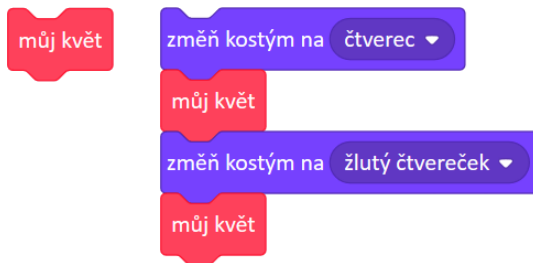 můj květ
změň kostým na čtverec
můj květ
změň kostým na žlutý čtvereček
můj květ